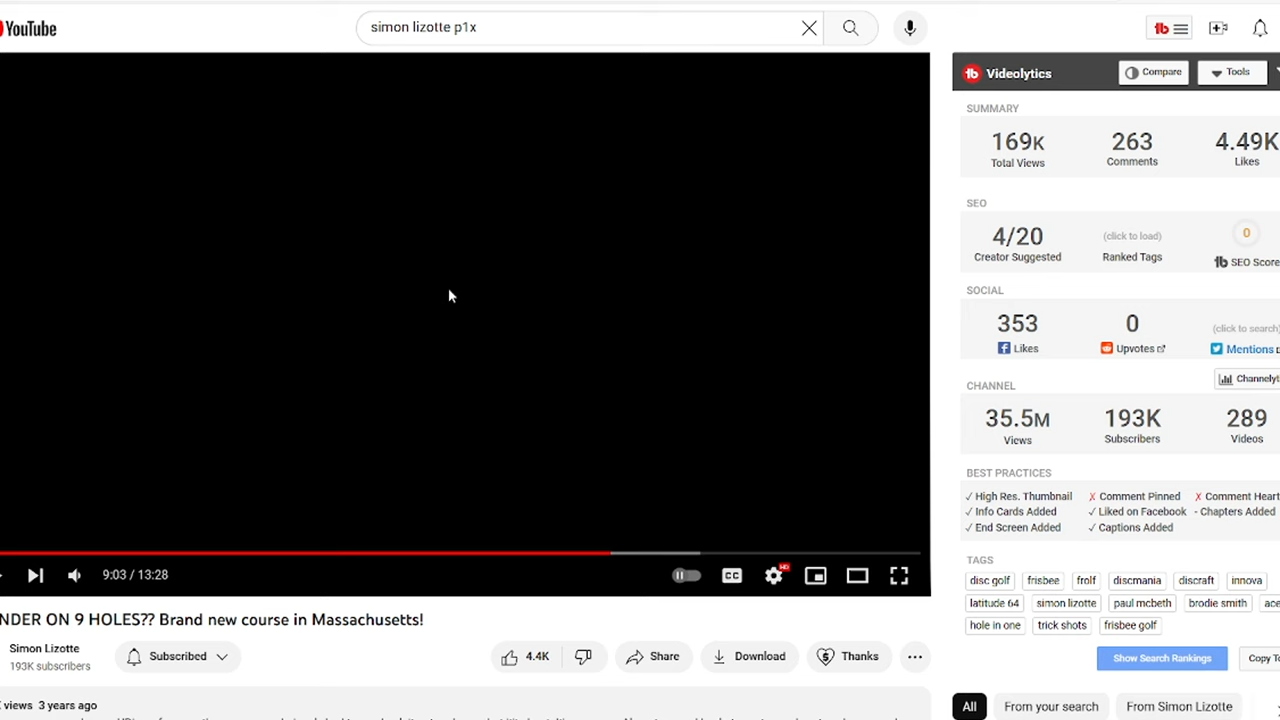 YouTube
simon lizotte p1x
Videolytics
Compare
Tools
SUMMARY
169K
Total Views
263
Comments
4.49K
Likes
SEO
4/20
Creator Suggested
(click to load)
Ranked Tags
0
SEO Score
SOCIAL
353
Likes
0
Upvotes
(click to search)
Mentions
CHANNEL
35.5M
Views
193K
Subscribers
289
Videos
BEST PRACTICES
✓ High Res. Thumbnail
✗ Comment Pinned
✗ Comment Heart
✓ Info Cards Added
✓ Liked on Facebook
- Chapters Added
✓ End Screen Added
✓ Captions Added
TAGS
disc golf
frisbee
frolf
discmania
discraft
innova
latitude 64
simon lizotte
paul mcbeth
brodie smith
ace
hole in one
trick shots
frisbee golf
Show Search Rankings
Copy To
All
From your search
From Simon Lizotte
9:03 / 13:28
CC
HD
NDER ON 9 HOLES?? Brand new course in Massachusetts!
Simon Lizotte
193K subscribers
Subscribed
4.4K
Share
Download
Thanks
views 3 years ago